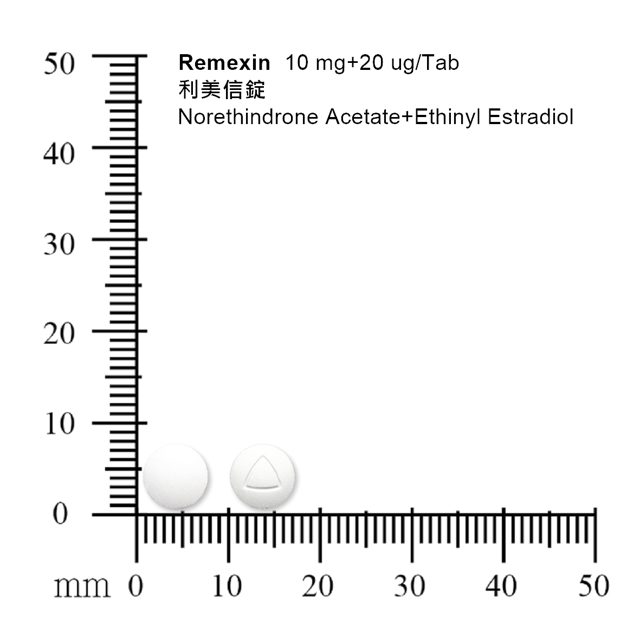 Remexin 10 mg+20 ug/Tab
利美信錠
Norethindrone Acetate+Ethinyl Estradiol
50
40
30
20
10
0
mm 0 10 20 30 40 50